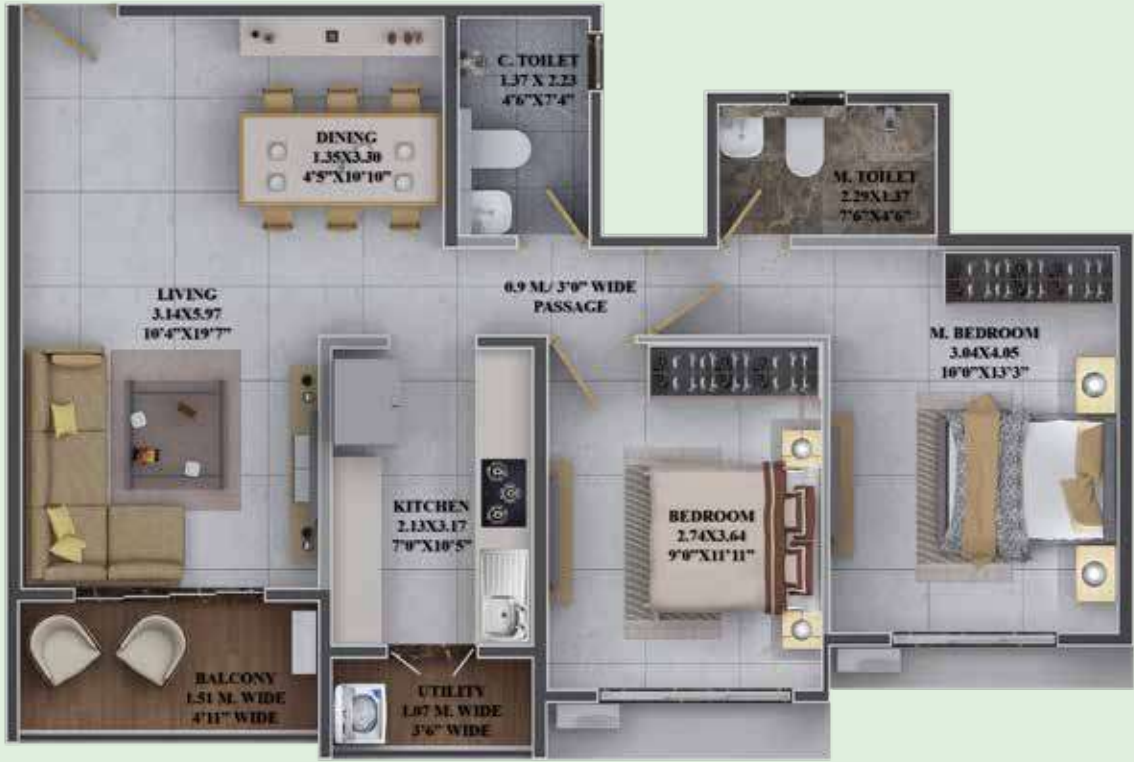 C. TOILET
1.37 X 2.23
4'6"X7'4"
DINING
1.35X3.30
4'5"X10'10"
M. TOILET
2.29X1.37
7'6"X4'6"
LIVING
3.14X5.97
10'4"X19'7"
0.9 M./ 3'0" WIDE
PASSAGE
M. BEDROOM
3.04X4.05
10'0"X13'3"
KITCHEN
2.13X3.17
7'0"X10'5"
BEDROOM
2.74X3.64
9'0"X11'11"
BALCONY
1.51 M. WIDE
4'11" WIDE
UTILITY
1.07 M. WIDE
3'6" WIDE